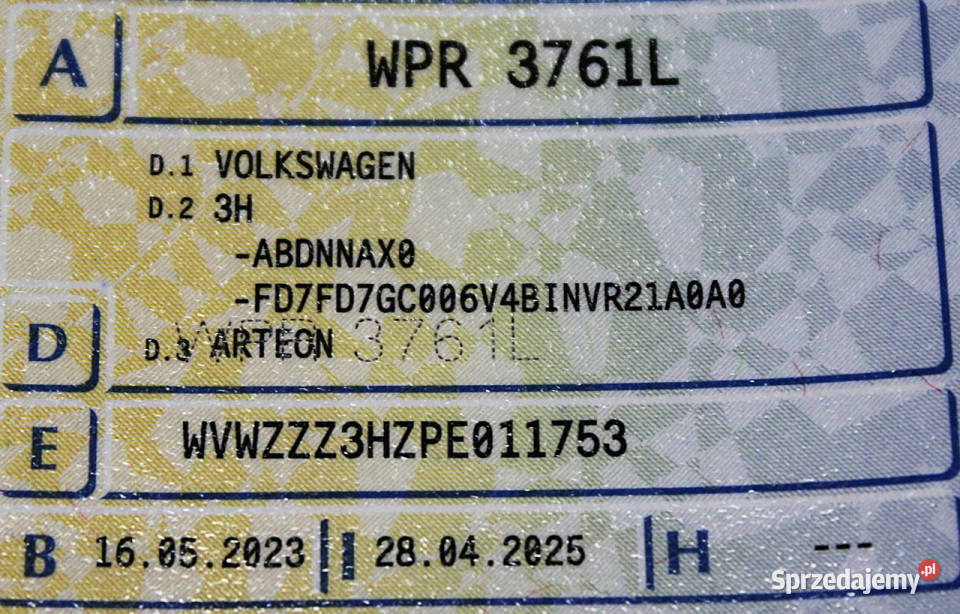 A WPR 3761L
D.1 VOLKSWAGEN
D.2 3H
-ABDNNAX0
-FD7FD7GC006V4BINVR21A0A0
D D.3 ARTEON
WPR 3761L
E WVWZZZ3HZPE011753
B 16.05.2023 I 28.04.2025 H ---
Sprzedajemy.pl